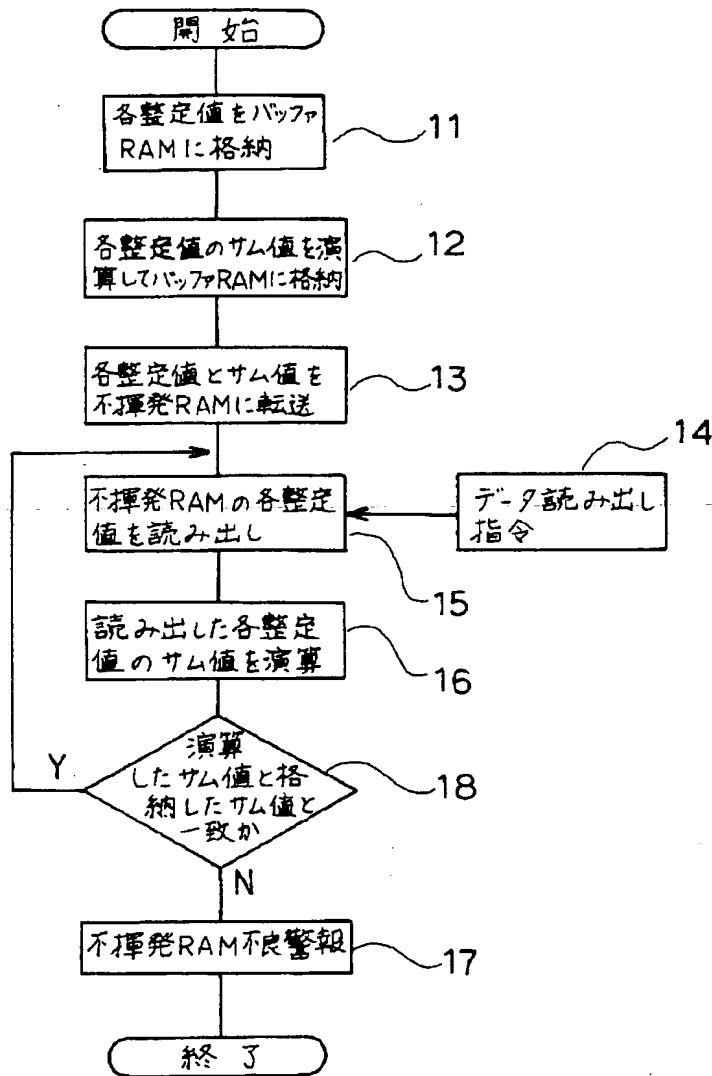 開始
各整定値をバッファ
RAMに格納
11
各整定値のサム値を演
算してバッファRAMに格納
12
各整定値とサム値を
不揮発RAMに転送
13
14
データ読み出し
指令
不揮発RAMの各整定
値を読み出し
15
読み出した各整定
値のサム値を演算
16
演算
したサム値と格
納したサム値と
一致か
18
Y
N
不揮発RAM不良警報
17
終了